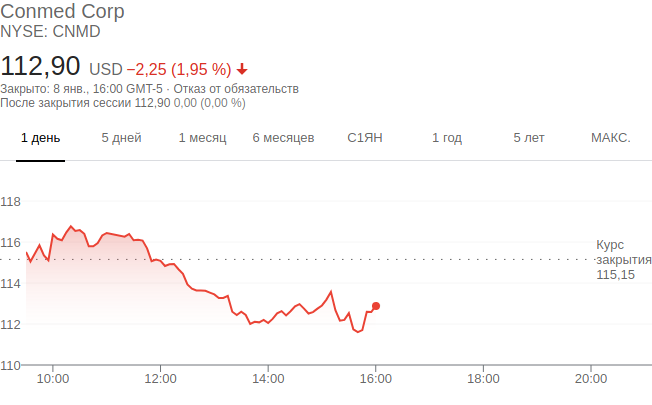 Conmed Corp
NYSE: CNMD
112,90 USD −2,25 (1,95 %)
Закрыто: 8 янв., 16:00 GMT-5 · Отказ от обязательств
После закрытия сессии 112,90 0,00 (0,00 %)
1 день 5 дней 1 месяц 6 месяцев С1ЯН 1 год 5 лет МАКС.
118
116
Курс
закрытия
115,15
114
112
110
10:00 12:00 14:00 16:00 18:00 20:00